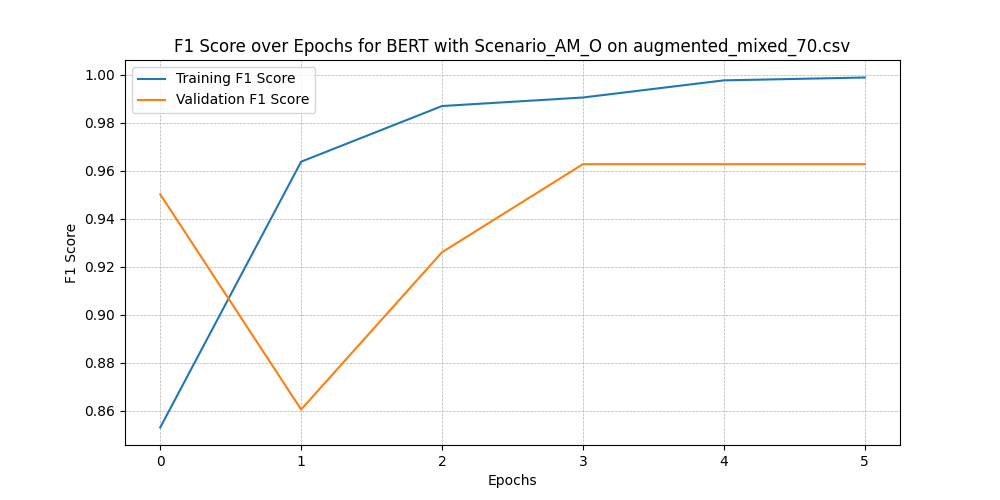 F1 Score over Epochs for BERT with Scenario_AM_O on augmented_mixed_70.csv
Training F1 Score
Validation F1 Score
1.00
0.98
0.96
0.94
0.92
0.90
0.88
0.86
F1 Score
0 1 2 3 4 5
Epochs